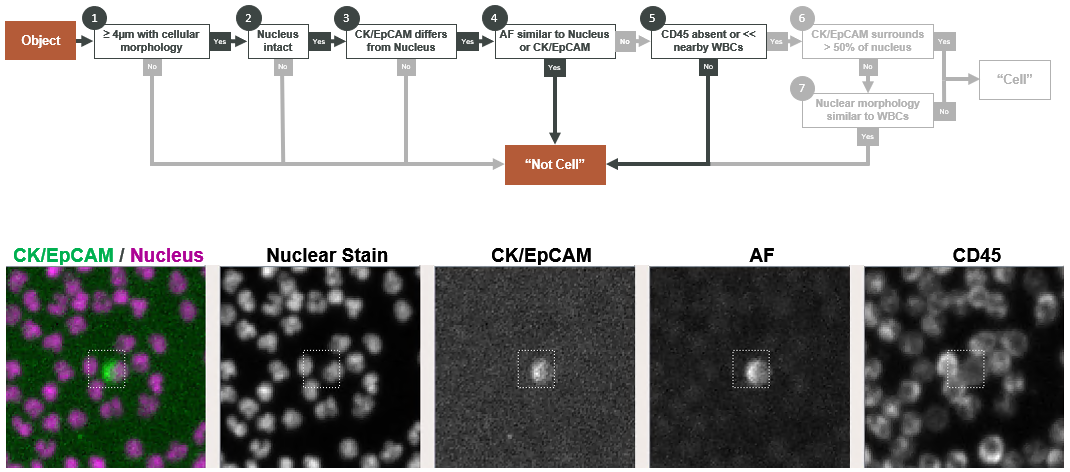 Object
1
≥ 4µm with cellular
morphology
Yes
No
2
Nucleus
intact
Yes
No
3
CK/EpCAM differs
from Nucleus
Yes
No
4
AF similar to Nucleus
or CK/EpCAM
No
Yes
5
CD45 absent or <<
nearby WBCs
Yes
No
6
CK/EpCAM surrounds
> 50% of nucleus
Yes
No
7
Nuclear morphology
similar to WBCs
No
Yes
“Cell”
“Not Cell”
CK/EpCAM / Nucleus
Nuclear Stain
CK/EpCAM
AF
CD45